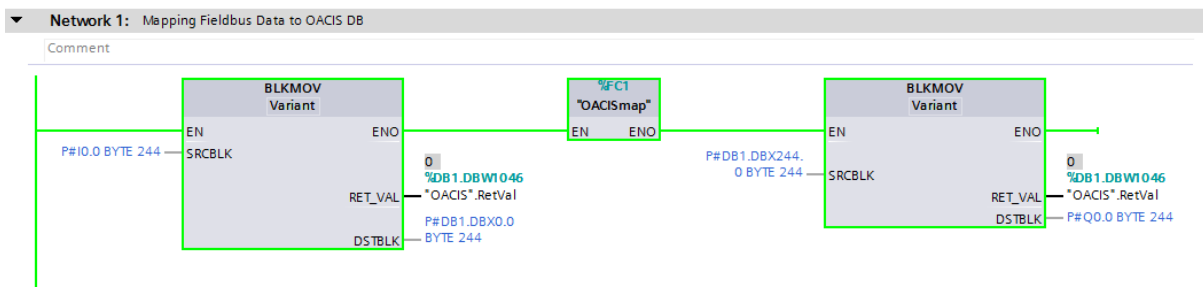 Network 1: Mapping Fieldbus Data to OACIS DB
Comment
BLKMOV
Variant
EN
ENO
P#I0.0 BYTE 244
SRCBLK
0
%DB1.DBW1046
RET_VAL
"OACIS".RetVal
P#DB1.DBX0.0
DSTBLK
BYTE 244
%FC1
"OACISmap"
EN
ENO
BLKMOV
Variant
EN
ENO
P#DB1.DBX244.
0 BYTE 244
SRCBLK
0
%DB1.DBW1046
RET_VAL
"OACIS".RetVal
DSTBLK
P#Q0.0 BYTE 244